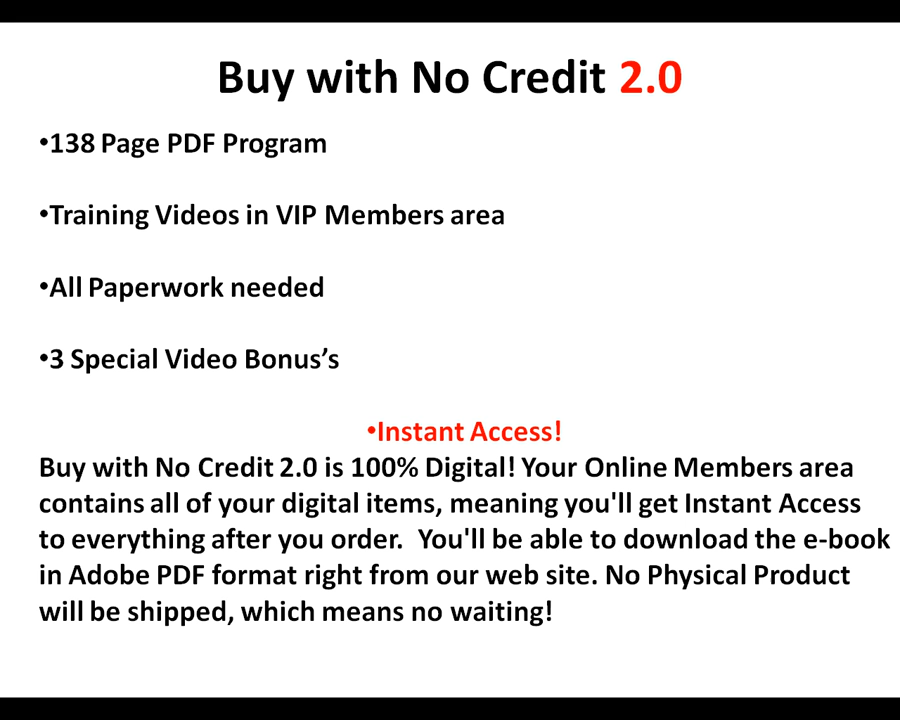 Buy with No Credit 2.0
•138 Page PDF Program
•Training Videos in VIP Members area
•All Paperwork needed
•3 Special Video Bonus’s
•Instant Access!
Buy with No Credit 2.0 is 100% Digital! Your Online Members area
contains all of your digital items, meaning you'll get Instant Access
to everything after you order.  You'll be able to download the e-book
in Adobe PDF format right from our web site. No Physical Product
will be shipped, which means no waiting!